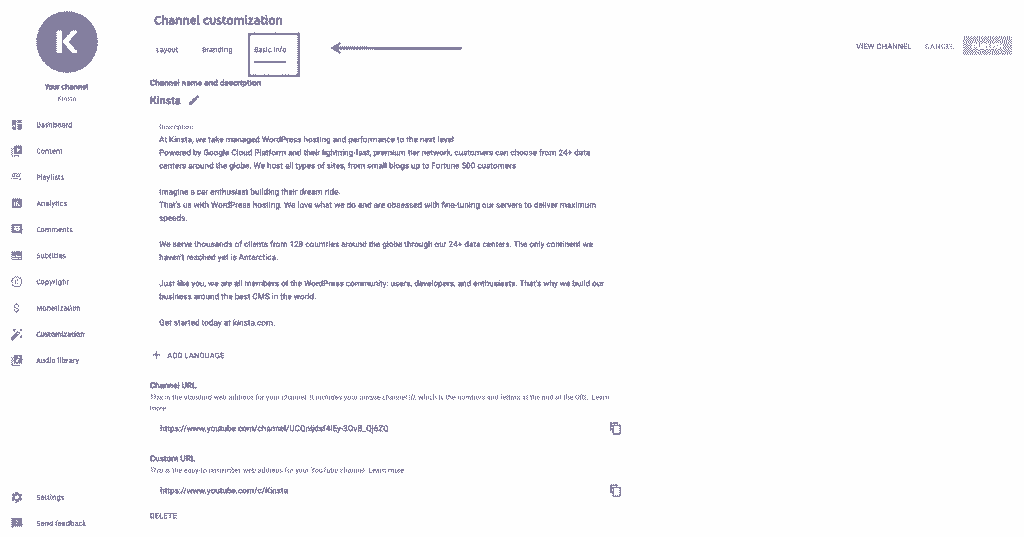 K
Your channel
Kinsta
Dashboard
Content
Playlists
Analytics
Comments
Subtitles
Copyright
Monetization
Customization
Audio library
Settings
Send feedback
Channel customization
Layout Branding Basic info
VIEW CHANNEL CANCEL
Channel name and description
Kinsta
Description
At Kinsta, we take managed WordPress hosting and performance to the next level
Powered by Google Cloud Platform and their lightning-fast, premium tier network, customers can choose from 24+ data
centers around the globe. We host all types of sites, from small blogs up to Fortune 500 customers
Imagine a car enthusiast building their dream ride.
That's us with WordPress hosting. We love what we do and are obsessed with fine-tuning our servers to deliver maximum
speeds.
We serve thousands of clients from 128 countries around the globe through our 24+ data centers. The only continent we
haven't reached yet is Antarctica.
Just like you, we are all members of the WordPress community: users, developers, and enthusiasts. That's why we build our
business around the best CMS in the world.
Get started today at kinsta.com.
ADD LANGUAGE
Channel URL
This is the standard web address for your channel. It includes your unique channel ID, which is the numbers and letters at the end of the URL. Learn
more
https://www.youtube.com/channel/
Custom URL
This is the easy-to-remember web address for your YouTube channel. Learn more
https://www.youtube.com/c/Kinsta
DELETE